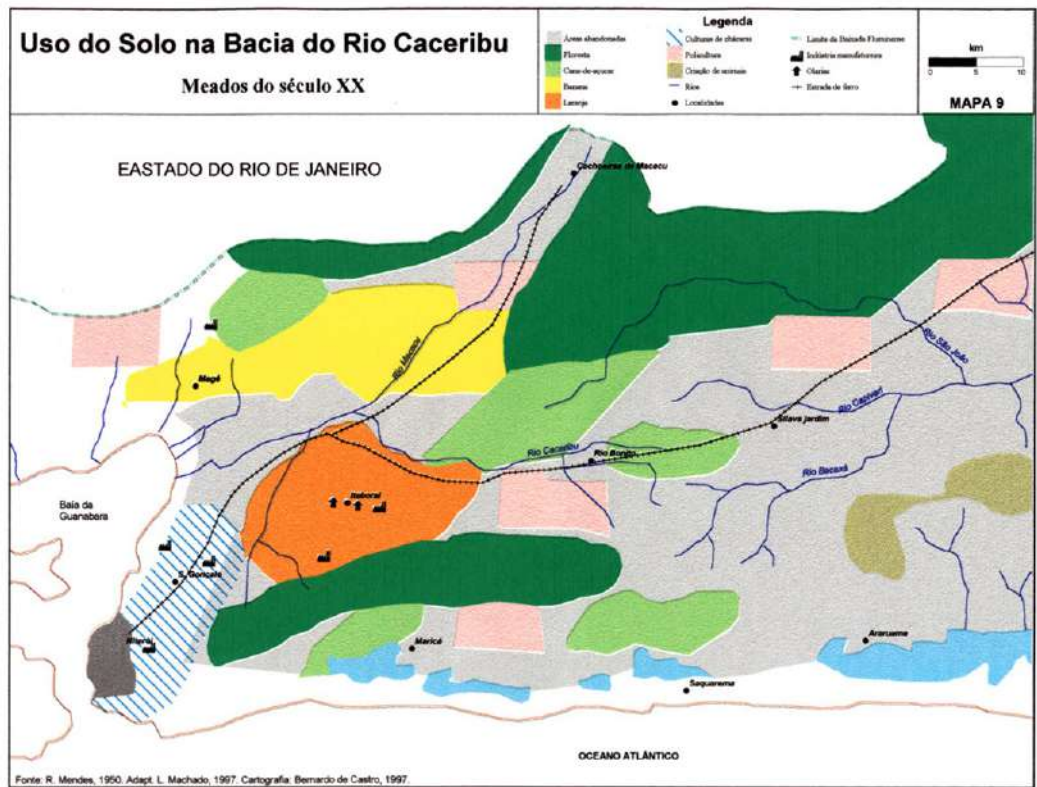 Uso do Solo na Bacia do Rio Caceribu
Meados do século XX
Legenda
Áreas abandonadas
Floresta
Cana-de-açucar
Banana
Laranja
Culturas de chácaras
Policultura
Criação de animais
Rios
Localidades
Limite da Baixada Fluminense
Indústria manufatureira
Olarias
Estrada de ferro
km
0 5 10
MAPA 9
EASTADO DO RIO DE JANEIRO
Cachoeiras de Macacu
Rio Macacu
Magé
Rio São João
Rio Capivari
Silava jardim
Rio Caceribu
Rio Bonito
Rio Bacaxá
Itaboraí
Baía da
Guanabara
S. Goncalo
Niteroi
Maricá
Araruama
Saquarema
OCEANO ATLÂNTICO
Fonte: R. Mendes, 1950. Adapt. L. Machado, 1997. Cartografia: Bernardo de Castro, 1997.